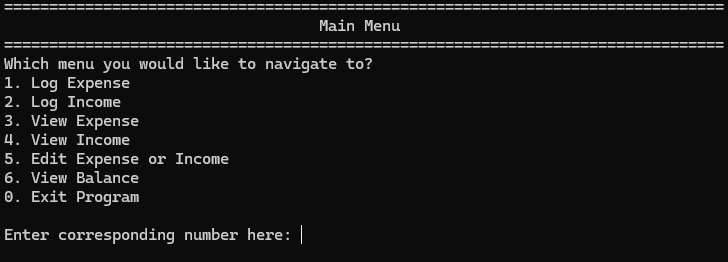 ================================================================================
Main Menu
================================================================================
Which menu you would like to navigate to?
1. Log Expense
2. Log Income
3. View Expense
4. View Income
5. Edit Expense or Income
6. View Balance
0. Exit Program
Enter corresponding number here: